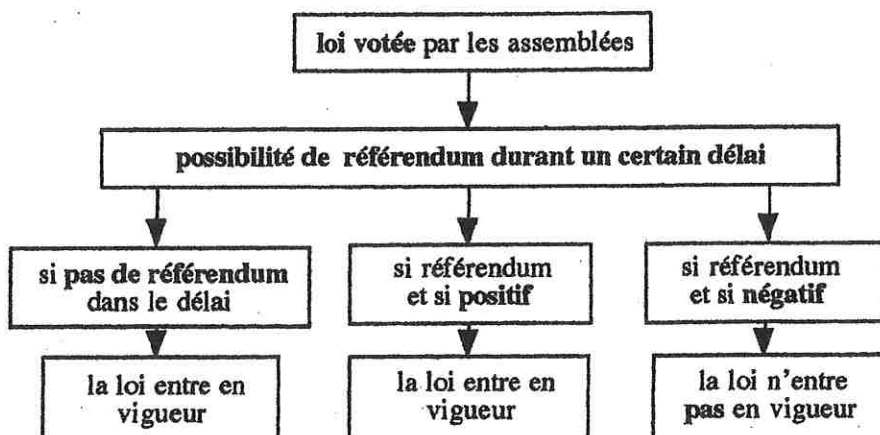 loi votée par les assemblées
possibilité de référendum durant un certain délai
si pas de référendum
dans le délai
si référendum
et si positif
si référendum
et si négatif
la loi entre en
vigueur
la loi entre en
vigueur
la loi n'entre
pas en vigueur